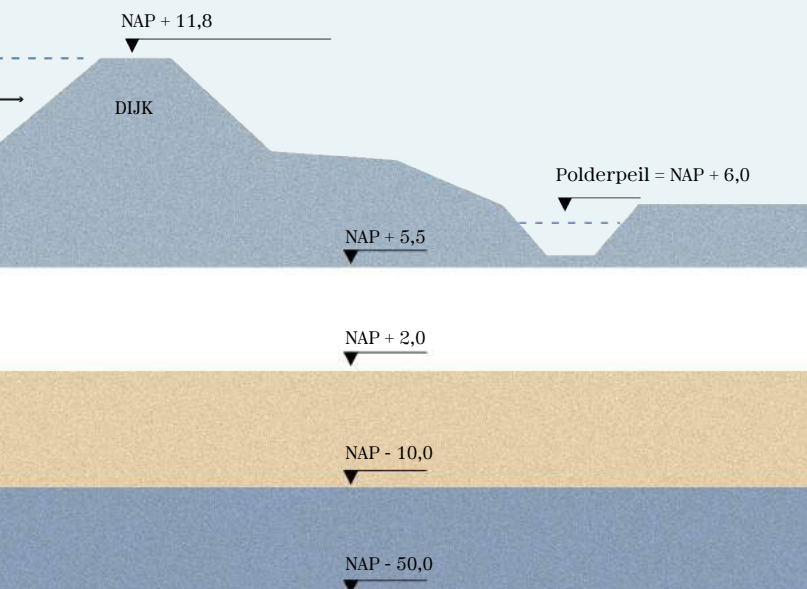 NAP + 11,8
DIJK
Polderpeil = NAP + 6,0
NAP + 5,5
NAP + 2,0
NAP - 10,0
NAP - 50,0